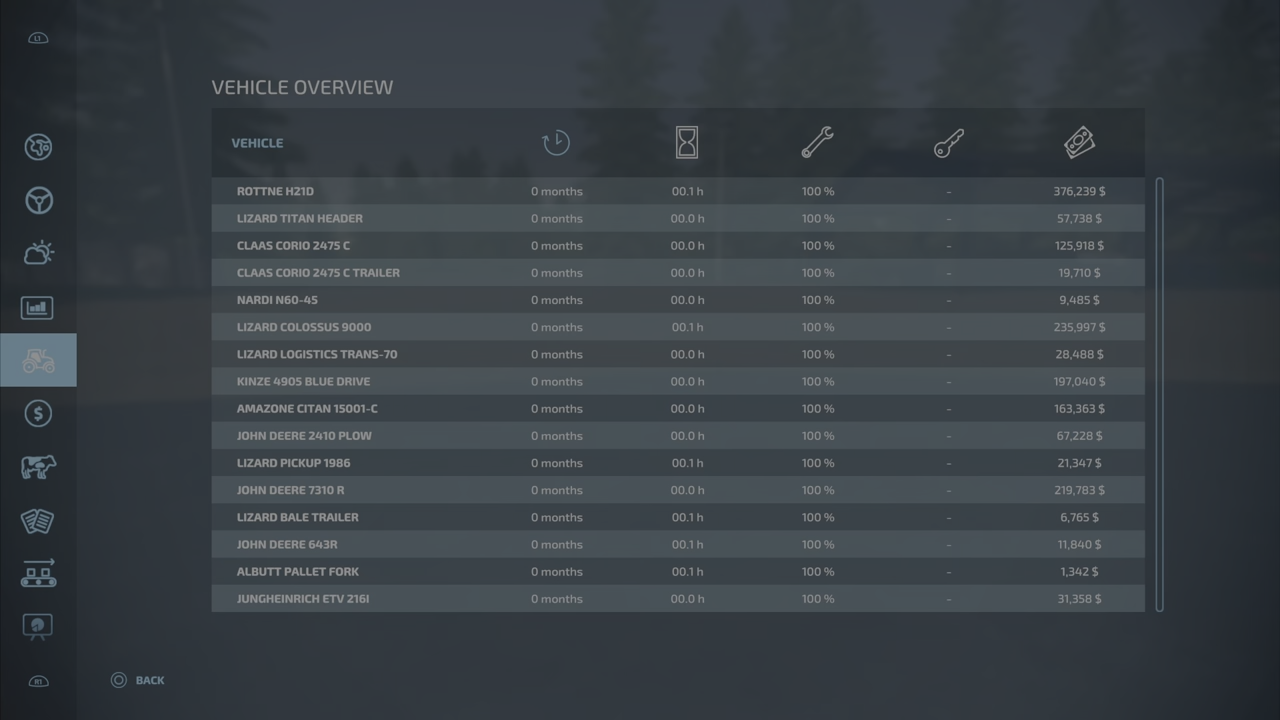 L1
VEHICLE OVERVIEW
VEHICLE
ROTTNE H21D 0 months 00.1 h 100 % - 376,239 $
LIZARD TITAN HEADER 0 months 00.0 h 100 % - 57,738 $
CLAAS CORIO 2475 C 0 months 00.0 h 100 % - 125,918 $
CLAAS CORIO 2475 C TRAILER 0 months 00.0 h 100 % - 19,710 $
NARDI N60-45 0 months 00.0 h 100 % - 9,485 $
LIZARD COLOSSUS 9000 0 months 00.1 h 100 % - 235,997 $
LIZARD LOGISTICS TRANS-70 0 months 00.0 h 100 % - 28,488 $
KINZE 4905 BLUE DRIVE 0 months 00.0 h 100 % - 197,040 $
AMAZONE CITAN 15001-C 0 months 00.0 h 100 % - 163,363 $
JOHN DEERE 2410 PLOW 0 months 00.0 h 100 % - 67,228 $
LIZARD PICKUP 1986 0 months 00.1 h 100 % - 21,347 $
JOHN DEERE 7310 R 0 months 00.0 h 100 % - 219,783 $
LIZARD BALE TRAILER 0 months 00.1 h 100 % - 6,765 $
JOHN DEERE 643R 0 months 00.1 h 100 % - 11,840 $
ALBUTT PALLET FORK 0 months 00.1 h 100 % - 1,342 $
JUNGHEINRICH ETV 216I 0 months 00.0 h 100 % - 31,358 $
R1
BACK